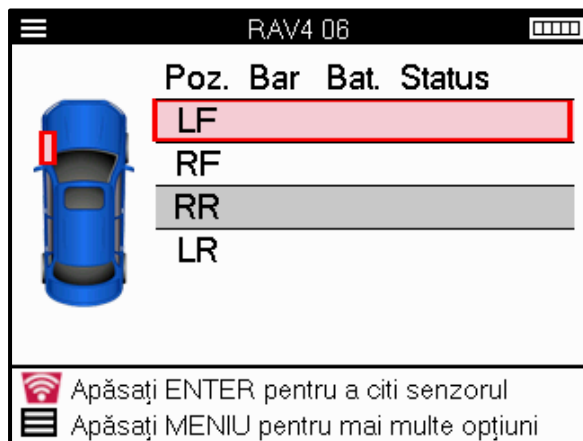 RAV4 06
Poz. Bar Bat. Status
LF
RF
RR
LR
Apăsați ENTER pentru a citi senzorul
Apăsați MENIU pentru mai multe opțiuni